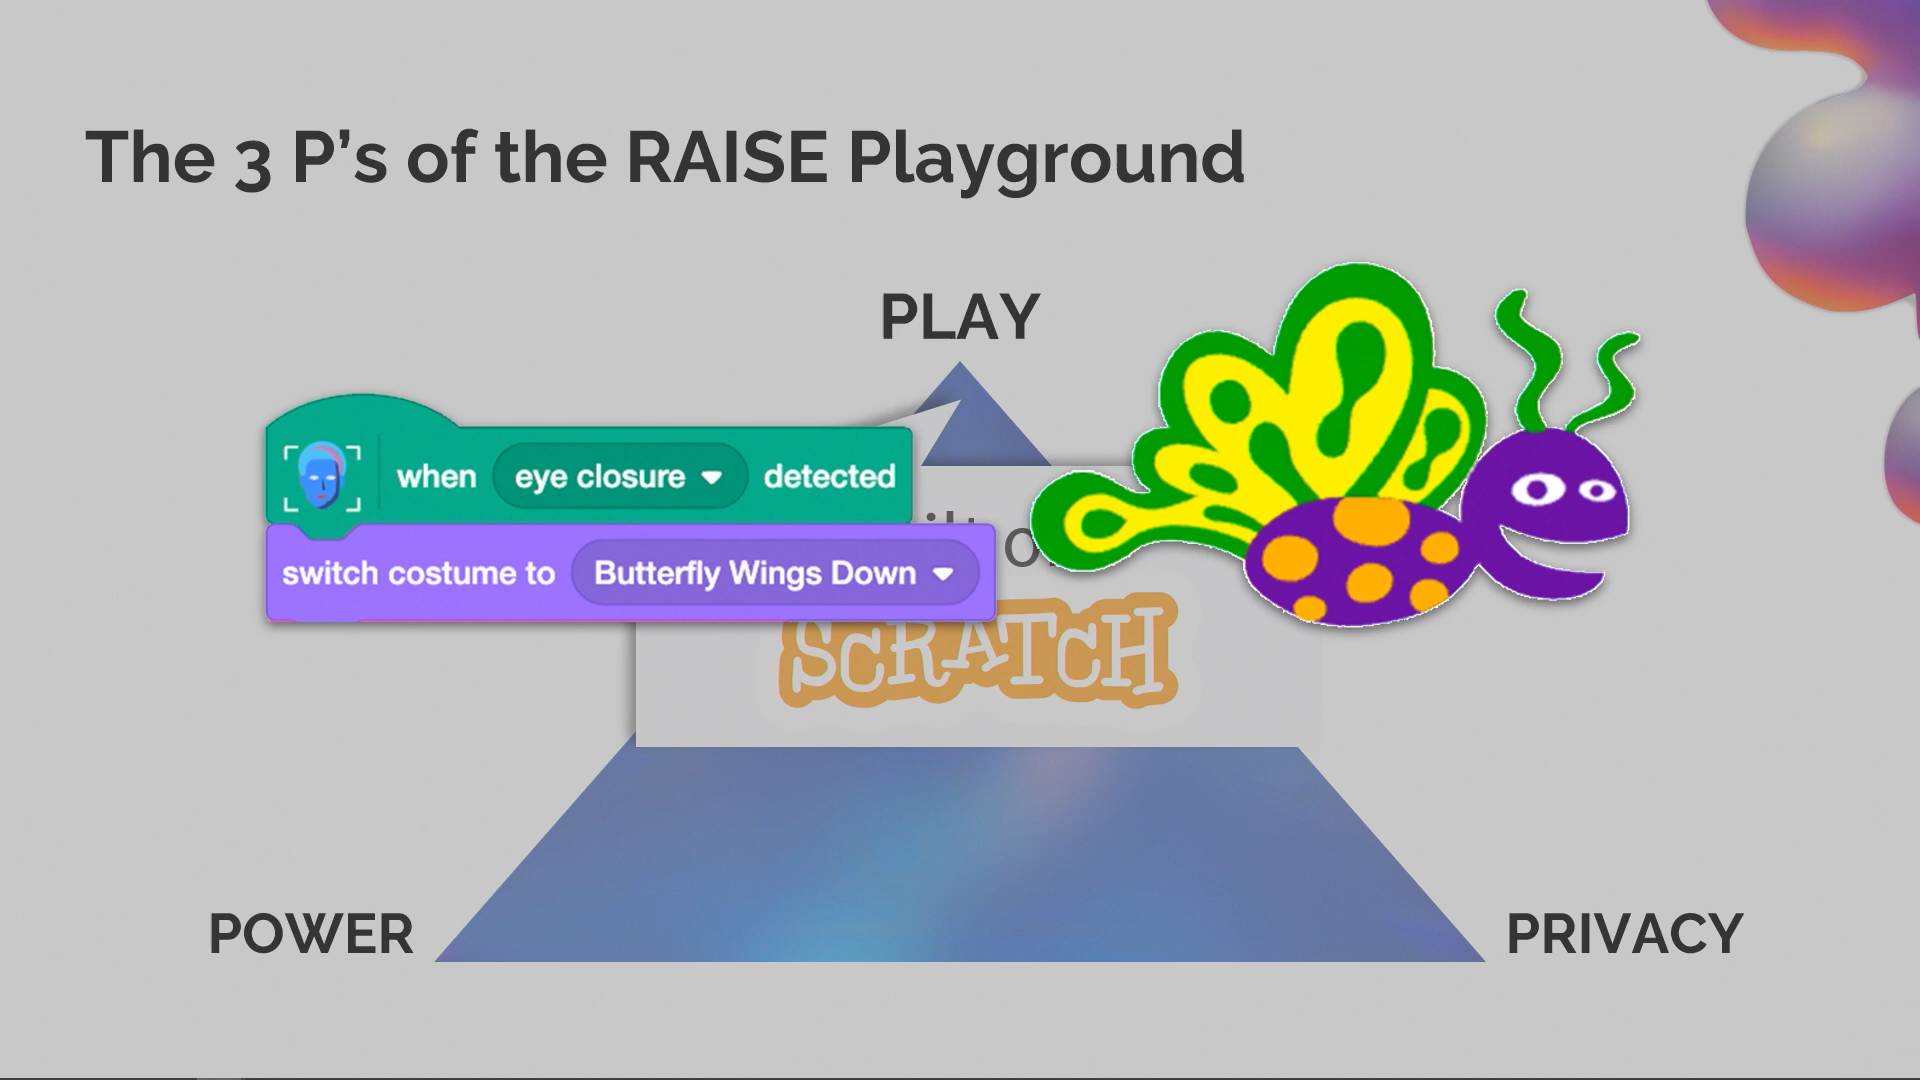 The 3 P’s of the RAISE Playground
PLAY
when eye closure detected
switch costume to Butterfly Wings Down
SCRATCH
POWER
PRIVACY